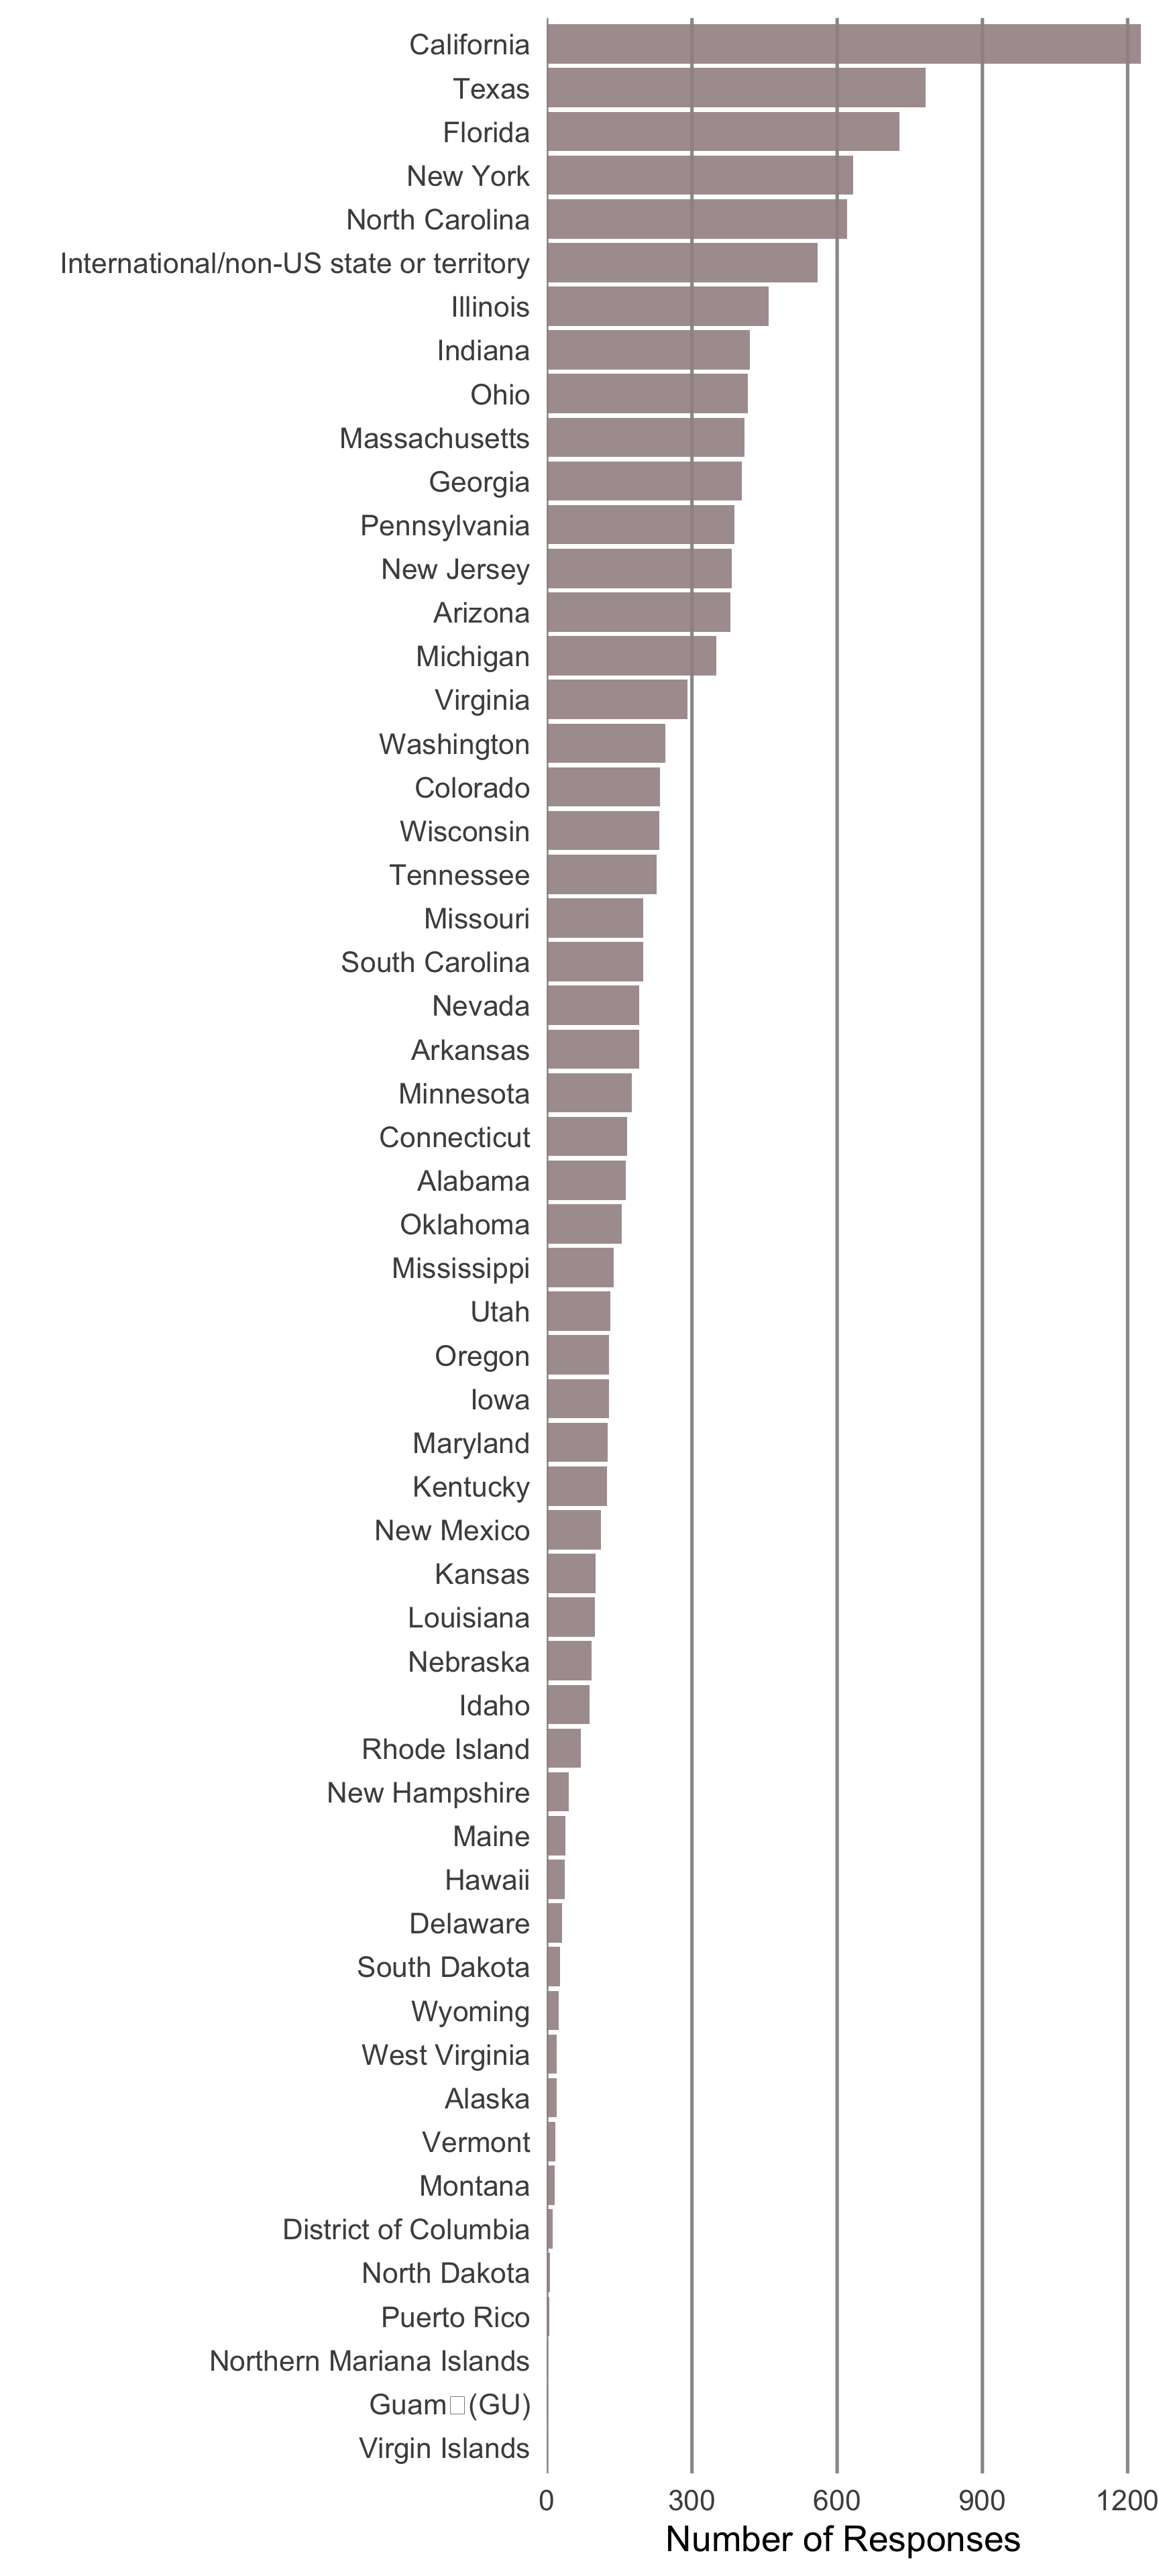 California
Texas
Florida
New York
North Carolina
International/non-US state or territory
Illinois
Indiana
Ohio
Massachusetts
Georgia
Pennsylvania
New Jersey
Arizona
Michigan
Virginia
Washington
Colorado
Wisconsin
Tennessee
Missouri
South Carolina
Nevada
Arkansas
Minnesota
Connecticut
Alabama
Oklahoma
Mississippi
Utah
Oregon
Iowa
Maryland
Kentucky
New Mexico
Kansas
Louisiana
Nebraska
Idaho
Rhode Island
New Hampshire
Maine
Hawaii
Delaware
South Dakota
Wyoming
West Virginia
Alaska
Vermont
Montana
District of Columbia
North Dakota
Puerto Rico
Northern Mariana Islands
Guam□(GU)
Virgin Islands
0 300 600 900 1200
Number of Responses